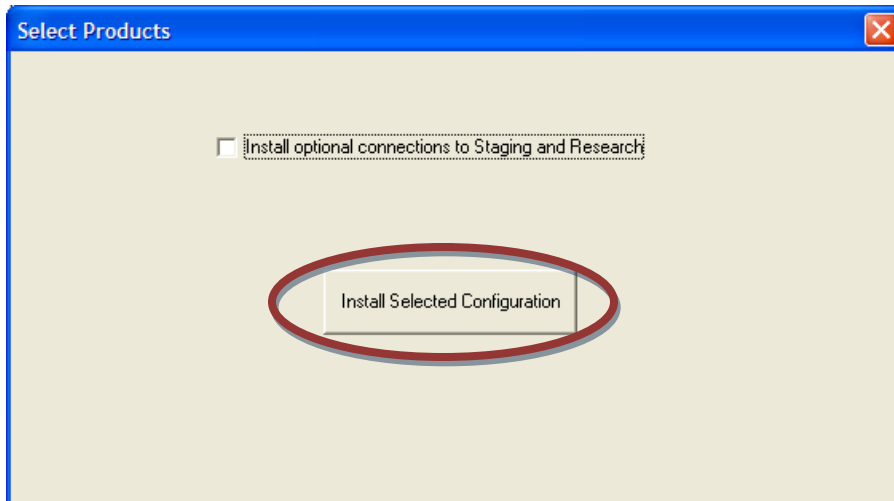 Select Products
Install optional connections to Staging and Research
Install Selected Configuration